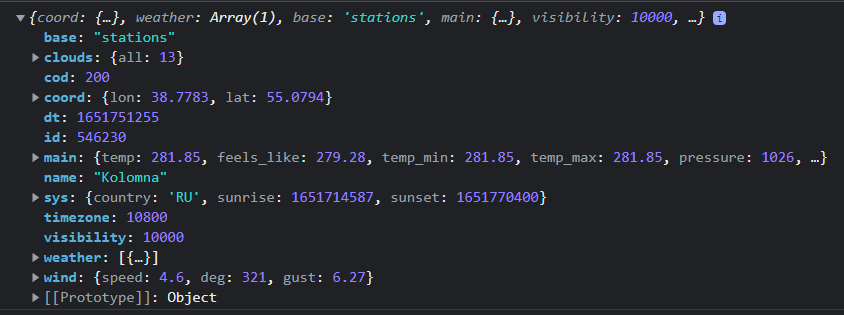 ▼{coord: {…}, weather: Array(1), base: 'stations', main: {…}, visibility: 10000, …} i
base: "stations"
▶ clouds: {all: 13}
cod: 200
▶ coord: {lon: 38.7783, lat: 55.0794}
dt: 1651751255
id: 546230
▶ main: {temp: 281.85, feels_like: 279.28, temp_min: 281.85, temp_max: 281.85, pressure: 1026, …}
name: "Kolomna"
▶ sys: {country: 'RU', sunrise: 1651714587, sunset: 1651770400}
timezone: 10800
visibility: 10000
▶ weather: [{…}]
▶ wind: {speed: 4.6, deg: 321, gust: 6.27}
▶ [[Prototype]]: Object